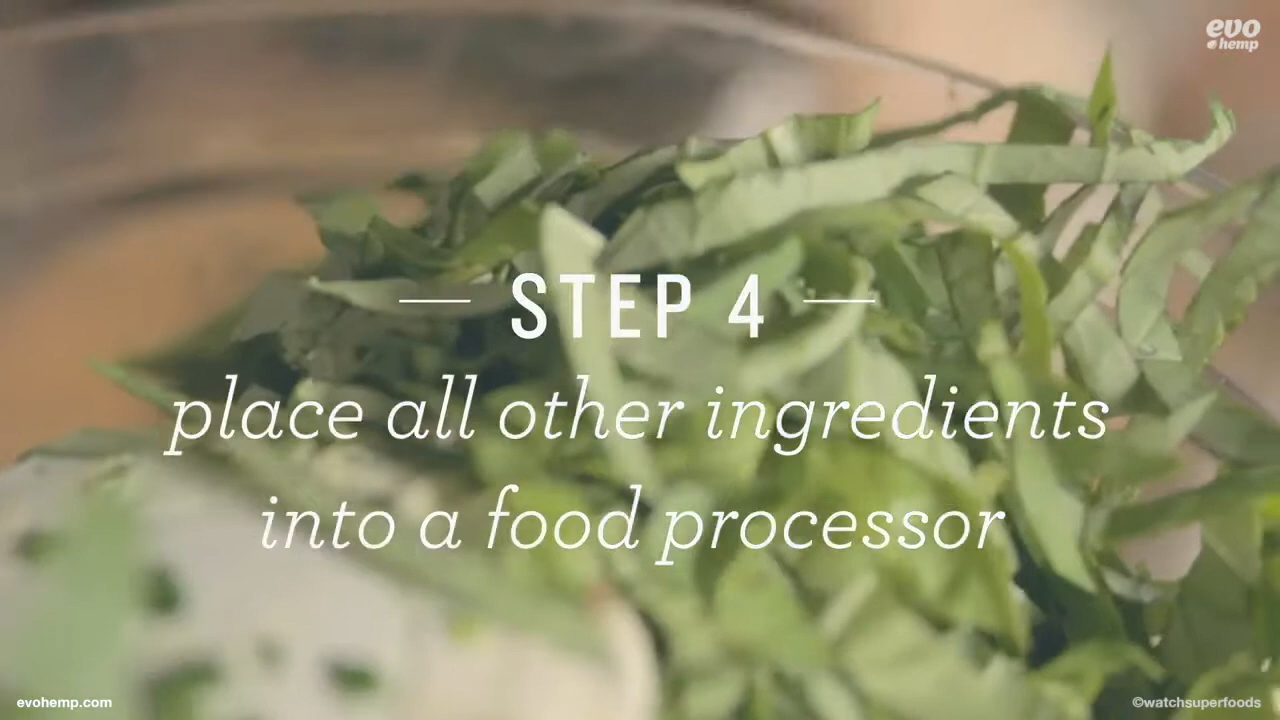 evo
hemp
STEP 4
place all other ingredients
into a food processor
evohemp.com
©watchsuperfoods